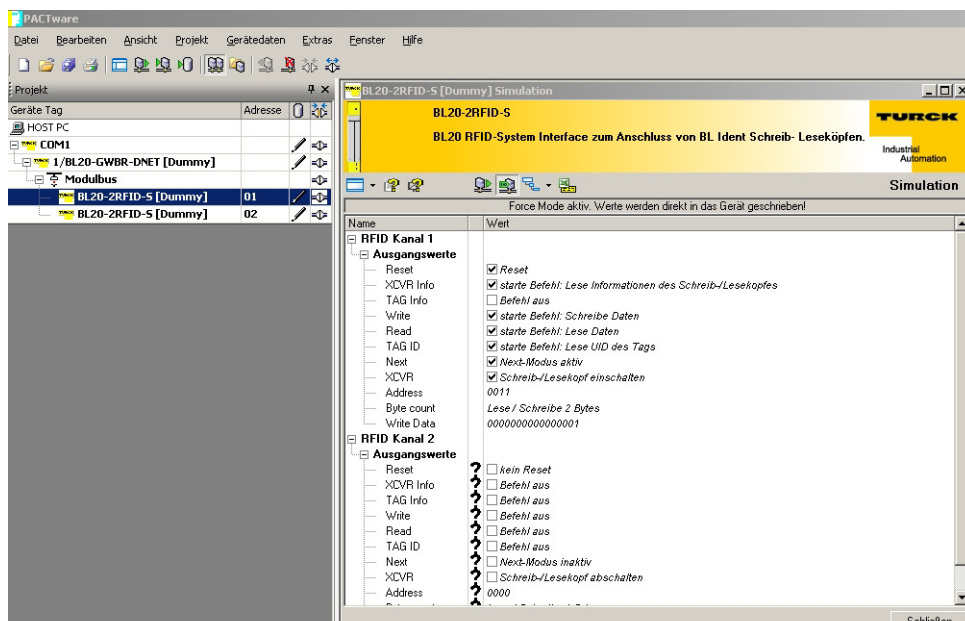 PACTware
Datei Bearbeiten Ansicht Projekt Gerätedaten Extras Fenster Hilfe
Projekt
Geräte Tag Adresse
HOST PC
COM1
1/BL20-GWBR-DNET [Dummy]
Modulbus
BL20-2RFID-S [Dummy] 01
BL20-2RFID-S [Dummy] 02
BL20-2RFID-S [Dummy] Simulation
BL20-2RFID-S
BL20 RFID-System Interface zum Anschluss von BL Ident Schreib- Leseköpfen.
TURCK
Industrial
Automation
Simulation
Force Mode aktiv. Werte werden direkt in das Gerät geschrieben!
Name Wert
RFID Kanal 1
Ausgangswerte
Reset Reset
XCVR Info starte Befehl: Lese Informationen des Schreib-/Lesekopfes
TAG Info Befehl aus
Write starte Befehl: Schreibe Daten
Read starte Befehl: Lese Daten
TAG ID starte Befehl: Lese UID des Tags
Next Next-Modus aktiv
XCVR Schreib-/Lesekopf einschalten
Address 0011
Byte count Lese / Schreibe 2 Bytes
Write Data 0000000000000001
RFID Kanal 2
Ausgangswerte
Reset ? kein Reset
XCVR Info ? Befehl aus
TAG Info ? Befehl aus
Write ? Befehl aus
Read ? Befehl aus
TAG ID ? Befehl aus
Next ? Next-Modus inaktiv
XCVR ? Schreib-/Lesekopf abschalten
Address ? 0000